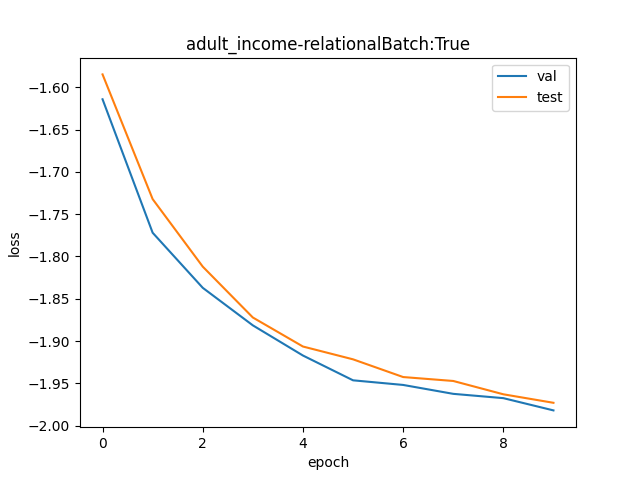 adult_income-relationalBatch:True
val
test
loss
−1.60
−1.65
−1.70
−1.75
−1.80
−1.85
−1.90
−1.95
−2.00
0 2 4 6 8
epoch